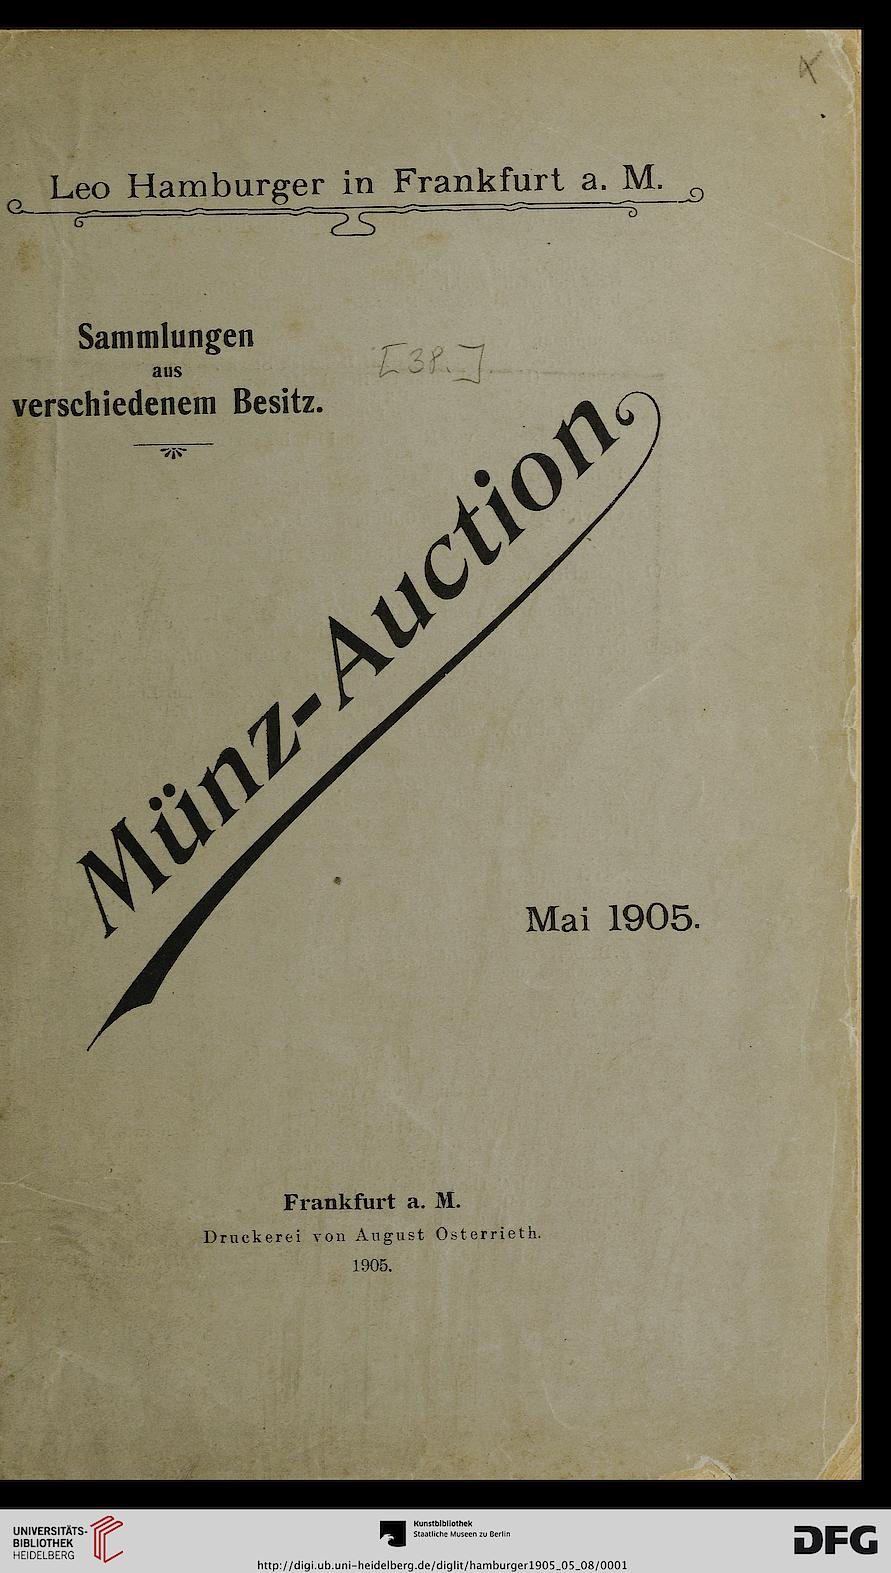 Leo Hamburger in Frankfurt a. M.
Sammlungen
aus
verschiedenem Besitz.
[38.]
Münz-Auction
Mai 1905.
Frankfurt a. M.
Druckerei von August Osterrieth.
1905.
UNIVERSITÄTS-
BIBLIOTHEK
HEIDELBERG
Kunstbibliothek
Staatliche Museen zu Berlin
http://digi.ub.uni-heidelberg.de/diglit/hamburger1905_05_08/0001
DFG